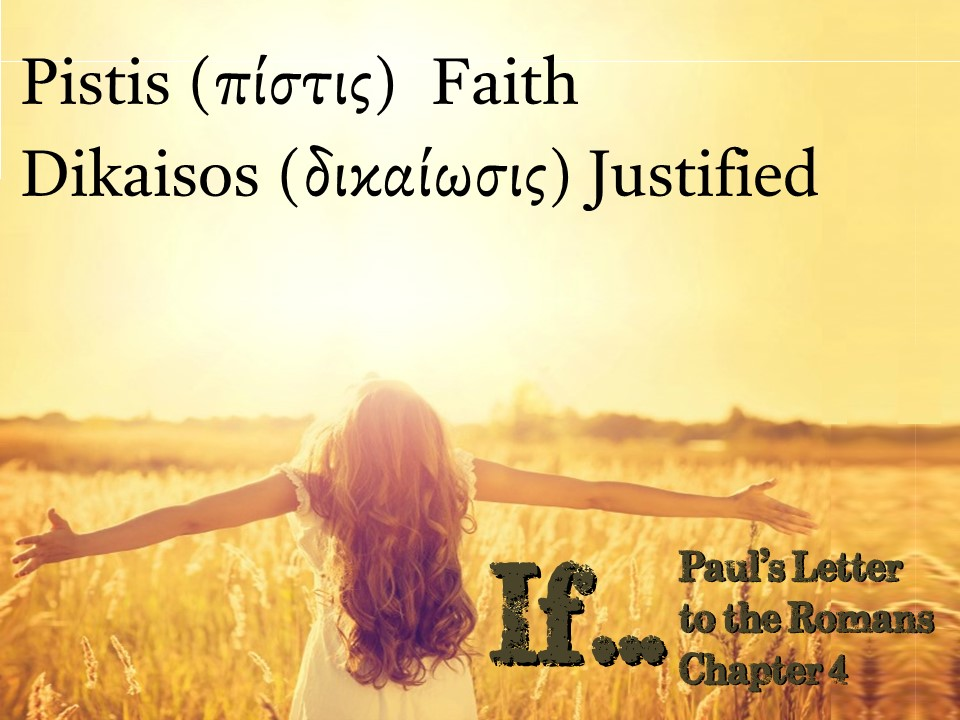 Pistis (πίστις) Faith
Dikaisos (δικαίωσις) Justified
If...
Paul's Letter
to the Romans
Chapter 4